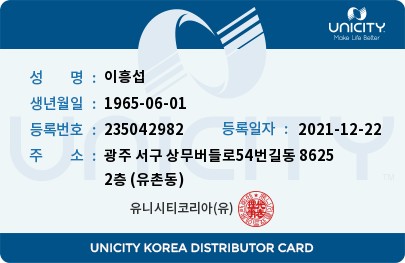 UNICITY
Make Life Better
성 명 : 이흥섭
생년월일 : 1965-06-01
등록번호 : 235042982 등록일자 : 2021-12-22
주 소 : 광주 서구 상무버들로54번길동 8625
2층 (유촌동)
유니시티코리아(유)
UNICITY
TM
UNICITY KOREA DISTRIBUTOR CARD